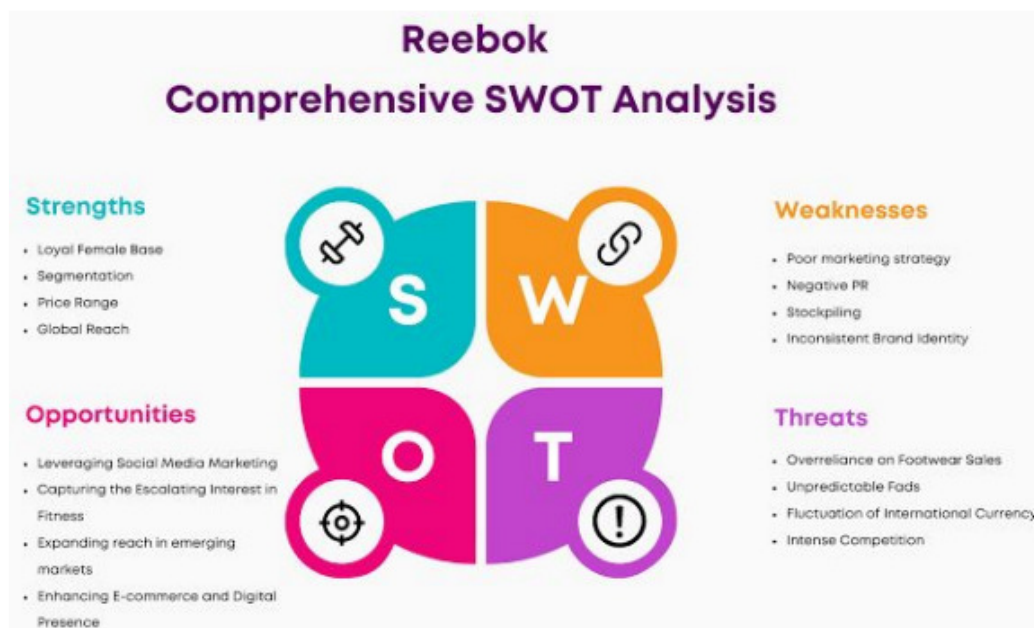 Reebok
Comprehensive SWOT Analysis
Strengths
• Loyal Female Base
• Segmentation
• Price Range
• Global Reach
S
W
Weaknesses
• Poor marketing strategy
• Negative PR
• Stockpiling
• Inconsistent Brand Identity
Opportunities
• Leveraging Social Media Marketing
• Capturing the Escalating Interest in
Fitness
• Expanding reach in emerging
markets
• Enhancing E-commerce and Digital
Presence
O
T
Threats
• Overreliance on Footwear Sales
• Unpredictable Fads
• Fluctuation of International Currency
• Intense Competition